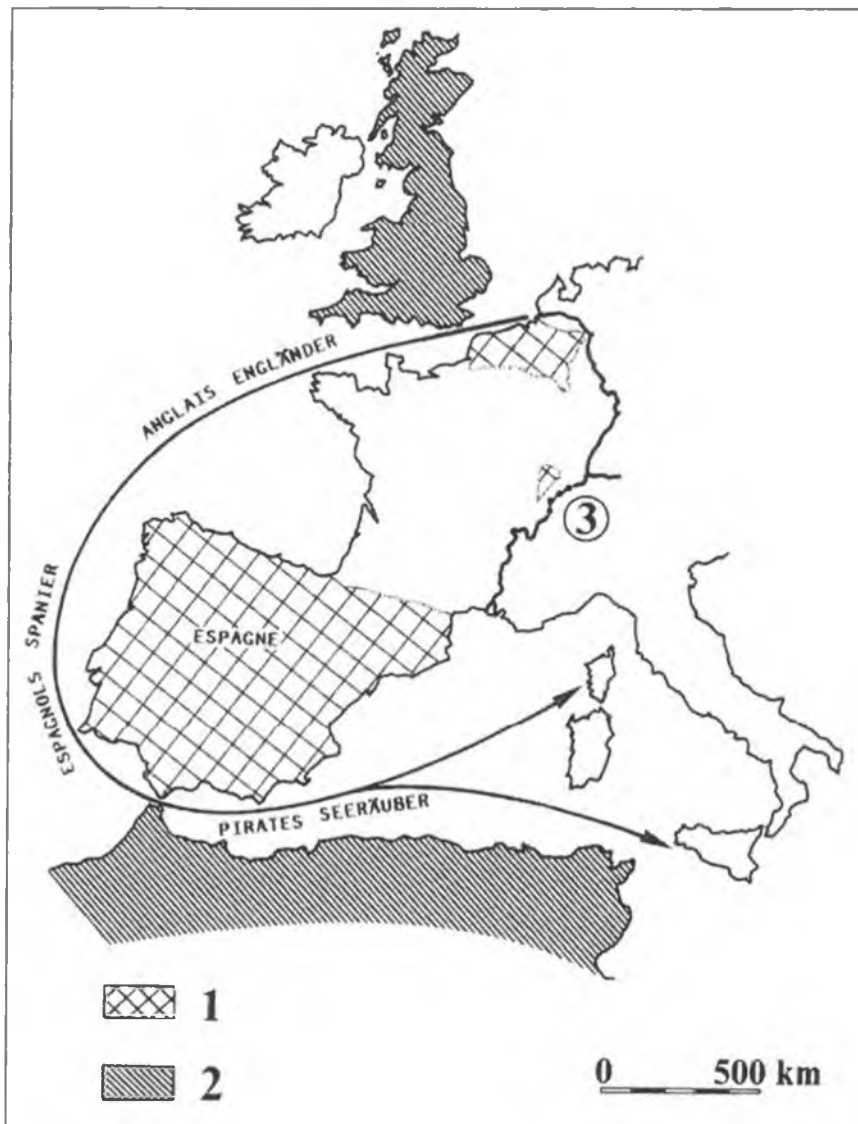 ANGLAIS ENGLÄNDER
3
ESPAGNOLS SPANIER
ESPAGNE
PIRATES SEERÄUBER
1
2
0 500 km